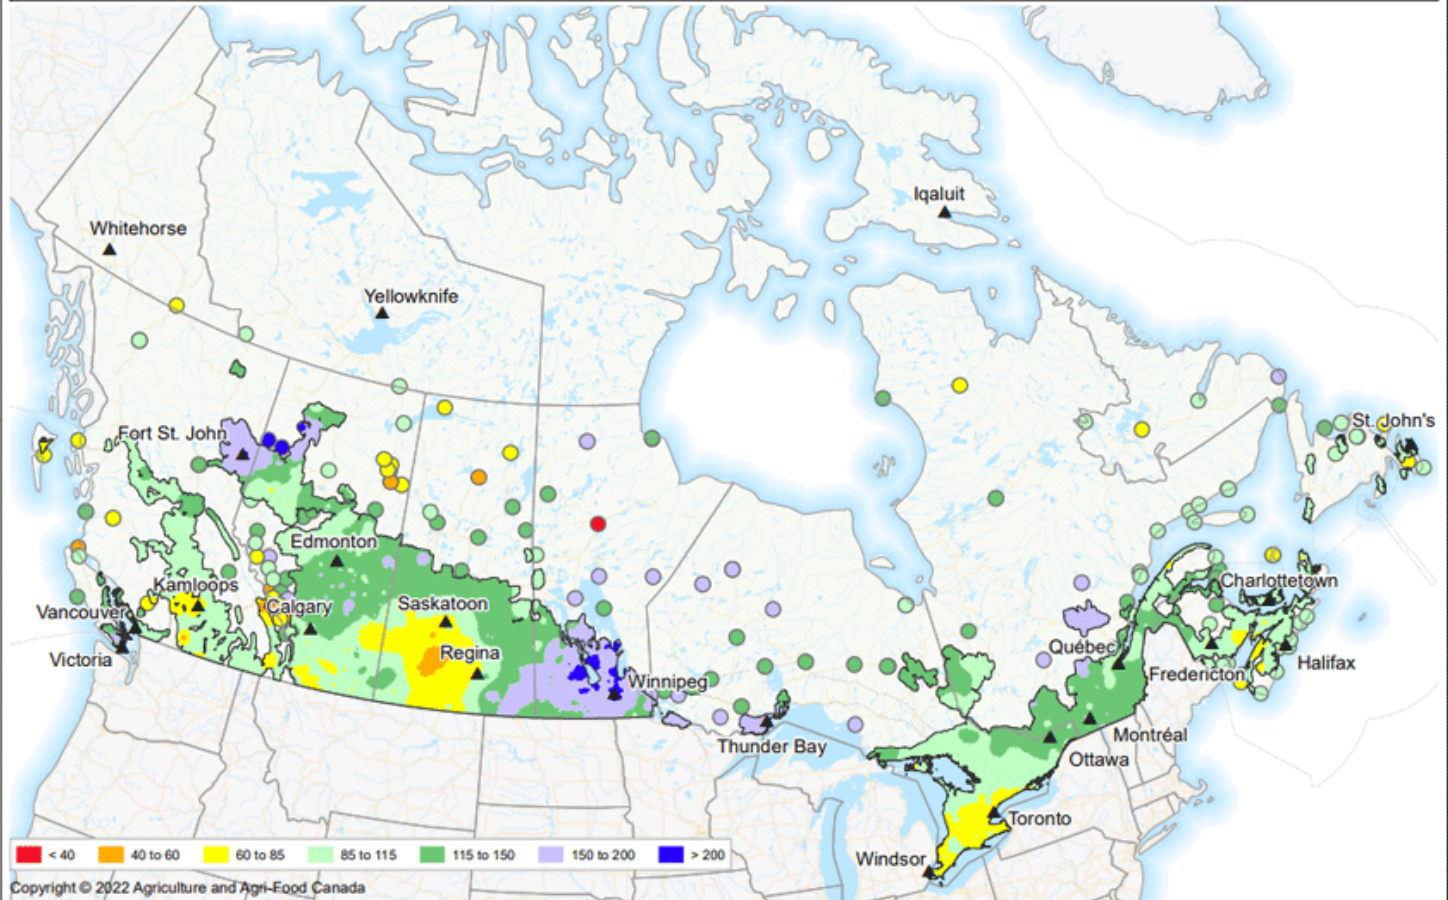 Iqaluit
Whitehorse
Yellowknife
St. John's
Fort St. John
Edmonton
Charlottetown
Kamloops
Calgary
Saskatoon
Vancouver
Québec
Regina
Victoria
Halifax
Fredericton
Winnipeg
Montréal
Thunder Bay
Ottawa
Toronto
Windsor
< 40 40 to 60 60 to 85 85 to 115 115 to 150 150 to 200 > 200
Copyright © 2022 Agriculture and Agri-Food Canada